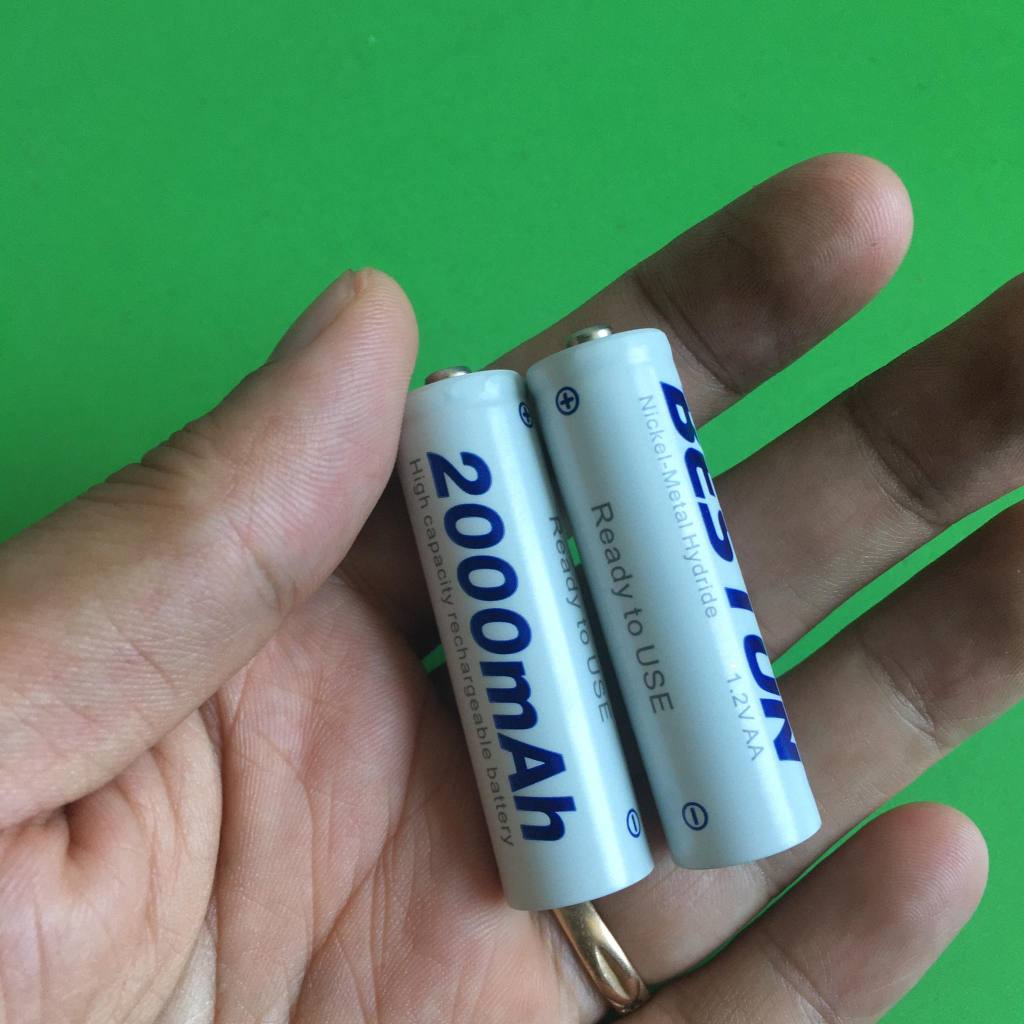 2000mAh
High capacity rechargeable battery
Ready to USE
Ready to USE
BESTON
Nickel-Metal Hydride
1.2V AA